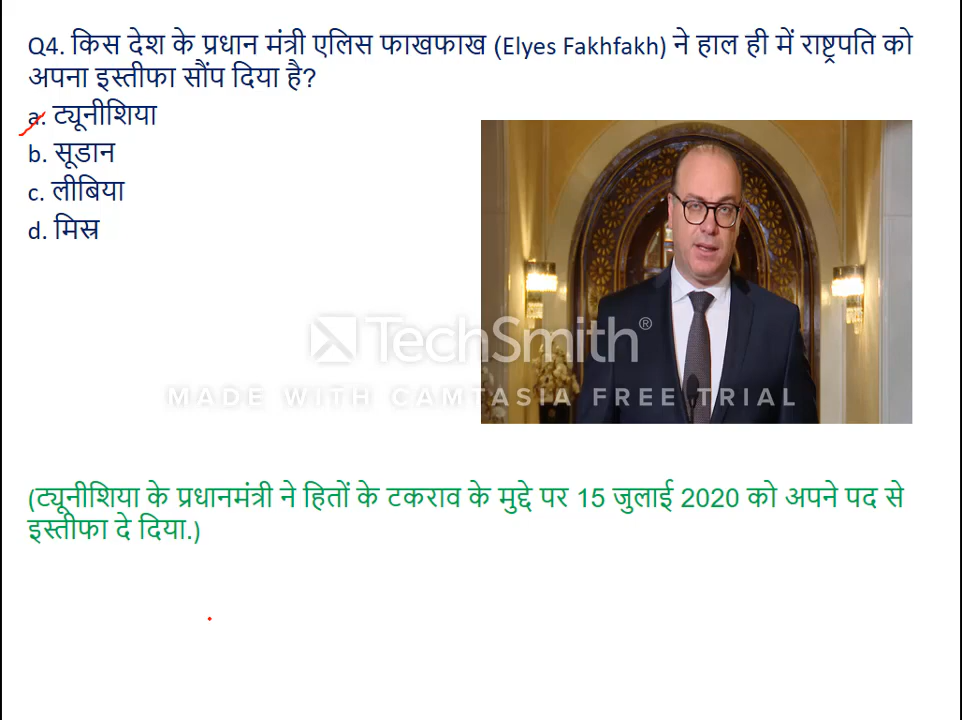 Q4. किस देश के प्रधान मंत्री एलिस फाखफाख (Elyes Fakhfakh) ने हाल ही में राष्ट्रपति को
अपना इस्तीफा सौंप दिया है?
a. ट्यूनीशिया
b. सूडान
c. लीबिया
d. मिस्र
TechSmith®
MADE WITH CAMTASIA FREE TRIAL
(ट्यूनीशिया के प्रधानमंत्री ने हितों के टकराव के मुद्दे पर 15 जुलाई 2020 को अपने पद से
इस्तीफा दे दिया.)